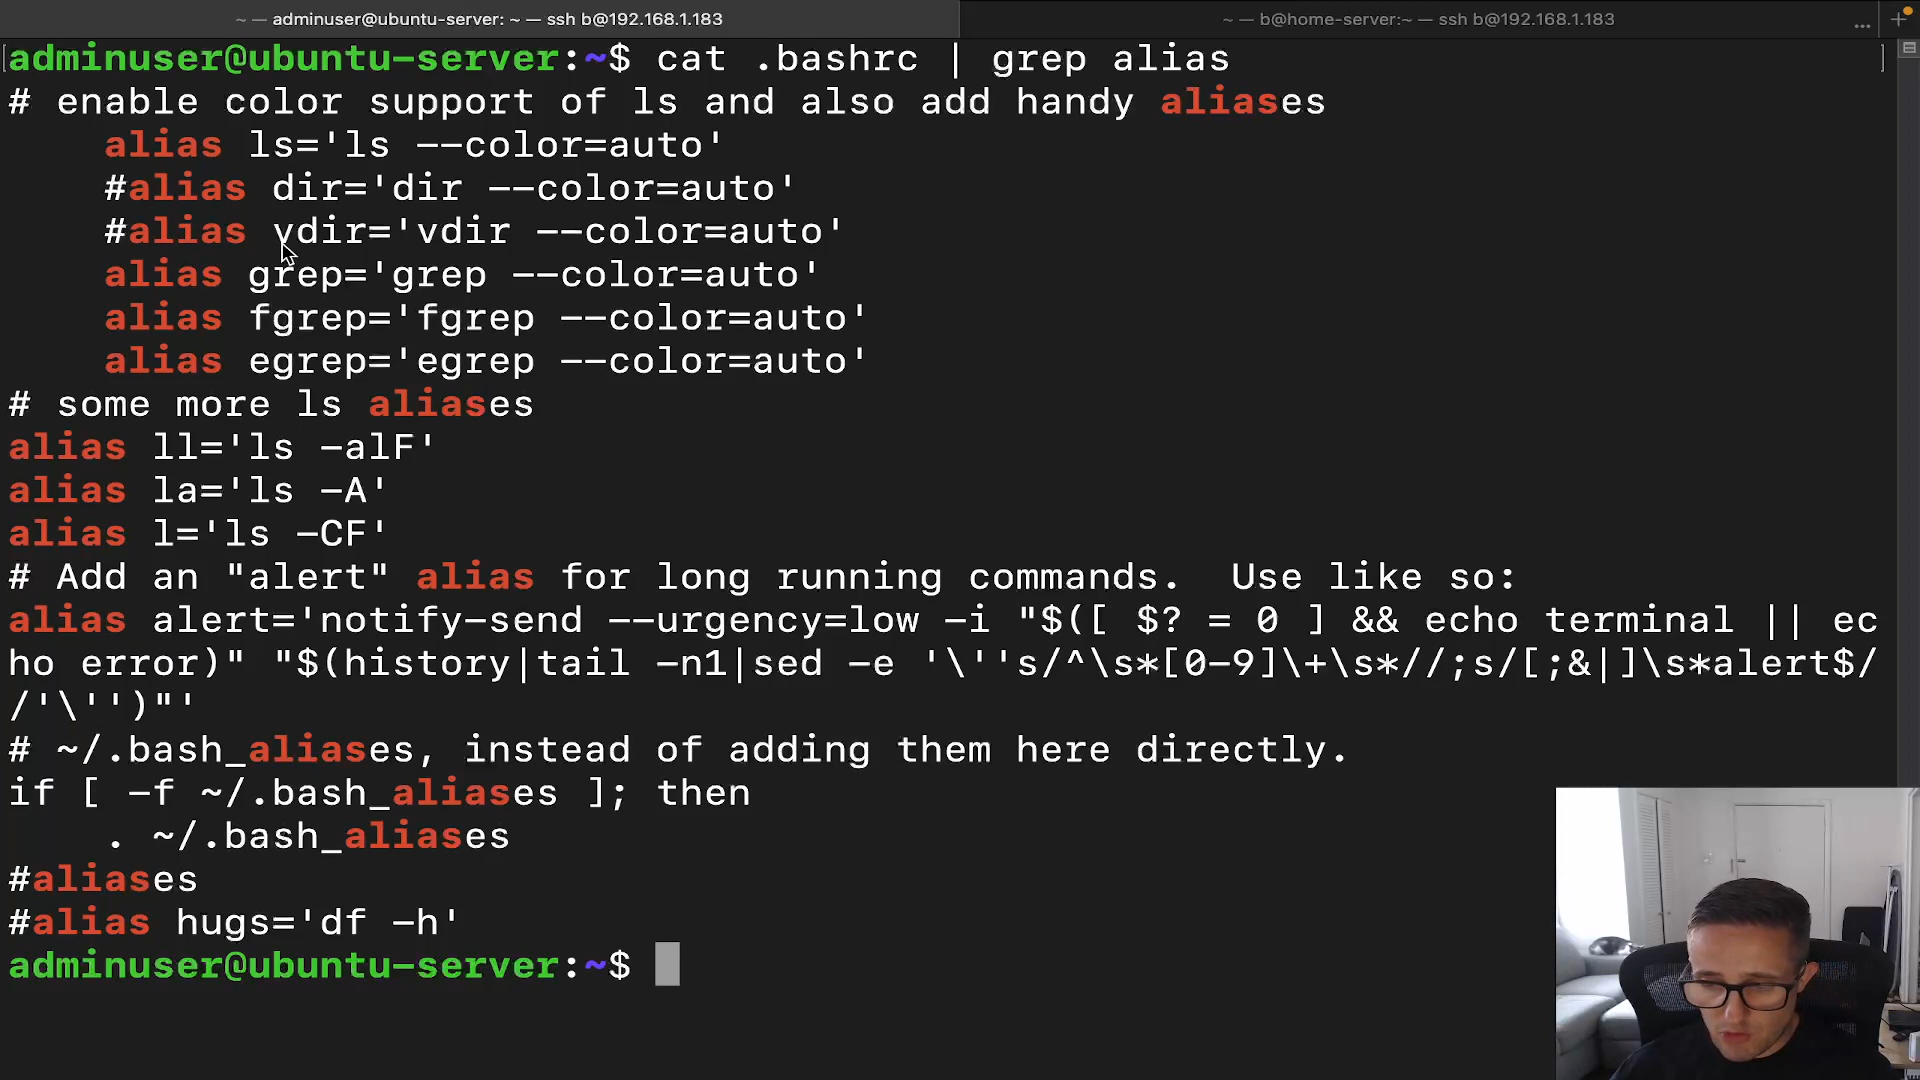 ~ — adminuser@ubuntu-server: ~ — ssh b@192.168.1.183
~ — b@home-server:~ — ssh b@192.168.1.183
adminuser@ubuntu-server:~$ cat .bashrc | grep alias
# enable color support of ls and also add handy aliases
    alias ls='ls --color=auto'
    #alias dir='dir --color=auto'
    #alias vdir='vdir --color=auto'
    alias grep='grep --color=auto'
    alias fgrep='fgrep --color=auto'
    alias egrep='egrep --color=auto'
# some more ls aliases
alias ll='ls -alF'
alias la='ls -A'
alias l='ls -CF'
# Add an "alert" alias for long running commands.  Use like so:
alias alert='notify-send --urgency=low -i "$([ $? = 0 ] && echo terminal || ec
ho error)" "$(history|tail -n1|sed -e '\''s/^\s*[0-9]\+\s*//;s/[;&|]\s*alert$/
/'\'')"'
# ~/.bash_aliases, instead of adding them here directly.
if [ -f ~/.bash_aliases ]; then
    . ~/.bash_aliases
#aliases
#alias hugs='df -h'
adminuser@ubuntu-server:~$